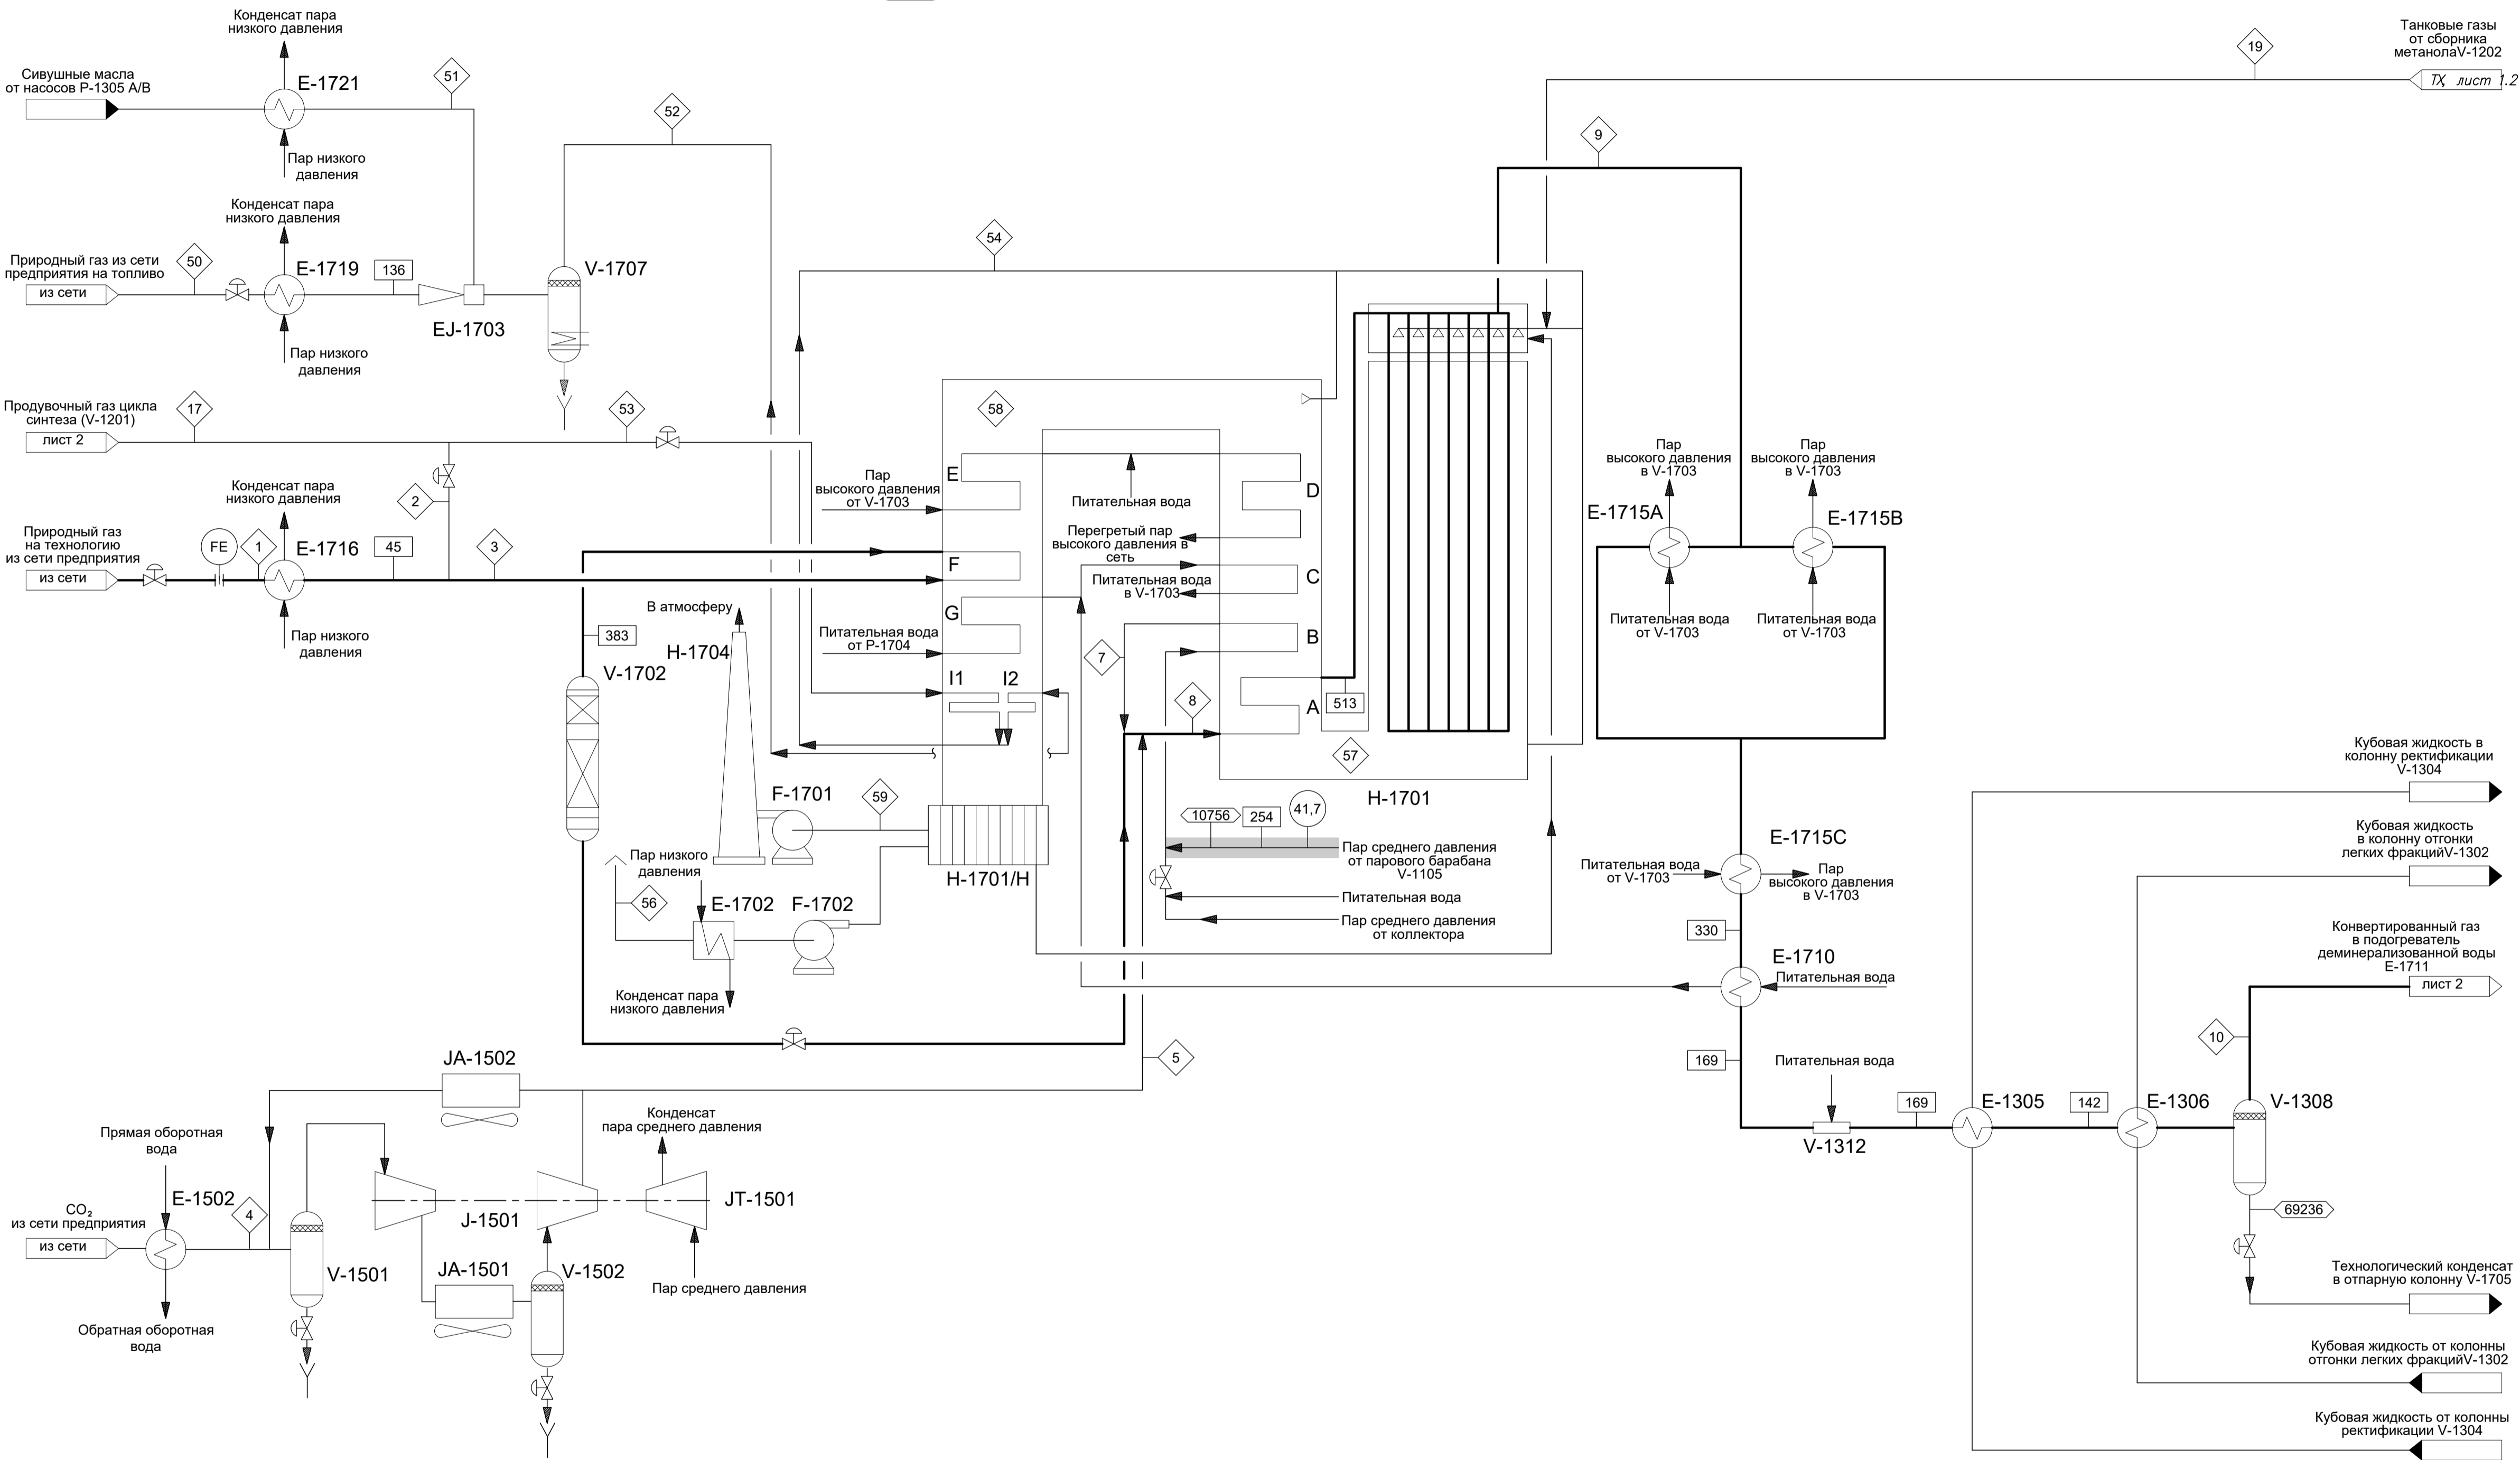 Конденсат пара
низкого давления
Сивушные масла
от насосов P-1305 A/B
E-1721
51
Пар низкого
давления
52
19
Танковые газы
от сборника
метанолаV-1202
ТХ, лист 1.2
9
Конденсат пара
низкого давления
Природный газ из сети
предприятия на топливо
из сети
50
E-1719
136
EJ-1703
V-1707
Пар низкого
давления
54
Продувочный газ цикла
синтеза (V-1201)
лист 2
17
53
58
2
Конденсат пара
низкого давления
Природный газ
на технологию
из сети предприятия
из сети
FE
1
E-1716
45
3
Пар низкого
давления
Пар
высокого давления
от V-1703
E
F
G
Питательная вода
от P-1704
I1
I2
Питательная вода
Перегретый пар
высокого давления в
сеть
Питательная вода
в V-1703
D
C
B
A
7
8
513
57
H-1701
383
V-1702
В атмосферу
H-1704
F-1701
59
H-1701/H
Пар низкого
давления
56
E-1702
F-1702
Конденсат пара
низкого давления
10756
254
41,7
Пар среднего давления
от парового барабана
V-1105
Питательная вода
Пар среднего давления
от коллектора
Пар
высокого давления
в V-1703
Пар
высокого давления
в V-1703
E-1715A
E-1715B
Питательная вода
от V-1703
Питательная вода
от V-1703
E-1715C
Питательная вода
от V-1703
Пар
высокого давления
в V-1703
330
E-1710
Питательная вода
169
Питательная вода
V-1312
169
E-1305
142
E-1306
V-1308
10
69236
Кубовая жидкость в
колонну ректификации
V-1304
Кубовая жидкость
в колонну отгонки
легких фракцийV-1302
Конвертированный газ
в подогреватель
деминерализованной воды
E-1711
лист 2
Технологический конденсат
в отпарную колонну V-1705
Кубовая жидкость от колонны
отгонки легких фракцийV-1302
Кубовая жидкость от колонны
ректификации V-1304
5
JA-1502
Прямая оборотная
вода
E-1502
CO₂
из сети предприятия
из сети
4
Обратная оборотная
вода
V-1501
J-1501
JA-1501
V-1502
Конденсат
пара среднего давления
JT-1501
Пар среднего давления